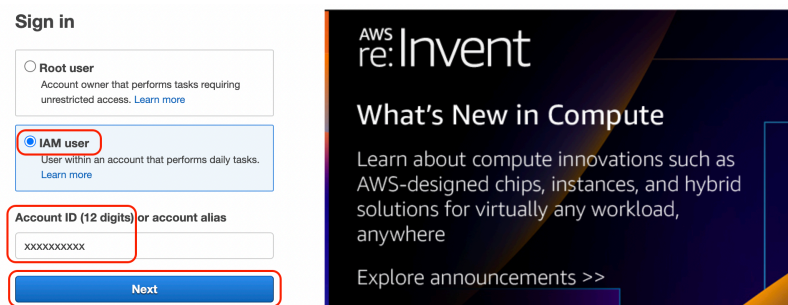 Sign in
Root user
Account owner that performs tasks requiring
unrestricted access. Learn more
IAM user
User within an account that performs daily tasks.
Learn more
Account ID (12 digits) or account alias
xxxxxxxxxx
Next
AWS
re:Invent
What's New in Compute
Learn about compute innovations such as
AWS-designed chips, instances, and hybrid
solutions for virtually any workload,
anywhere
Explore announcements >>